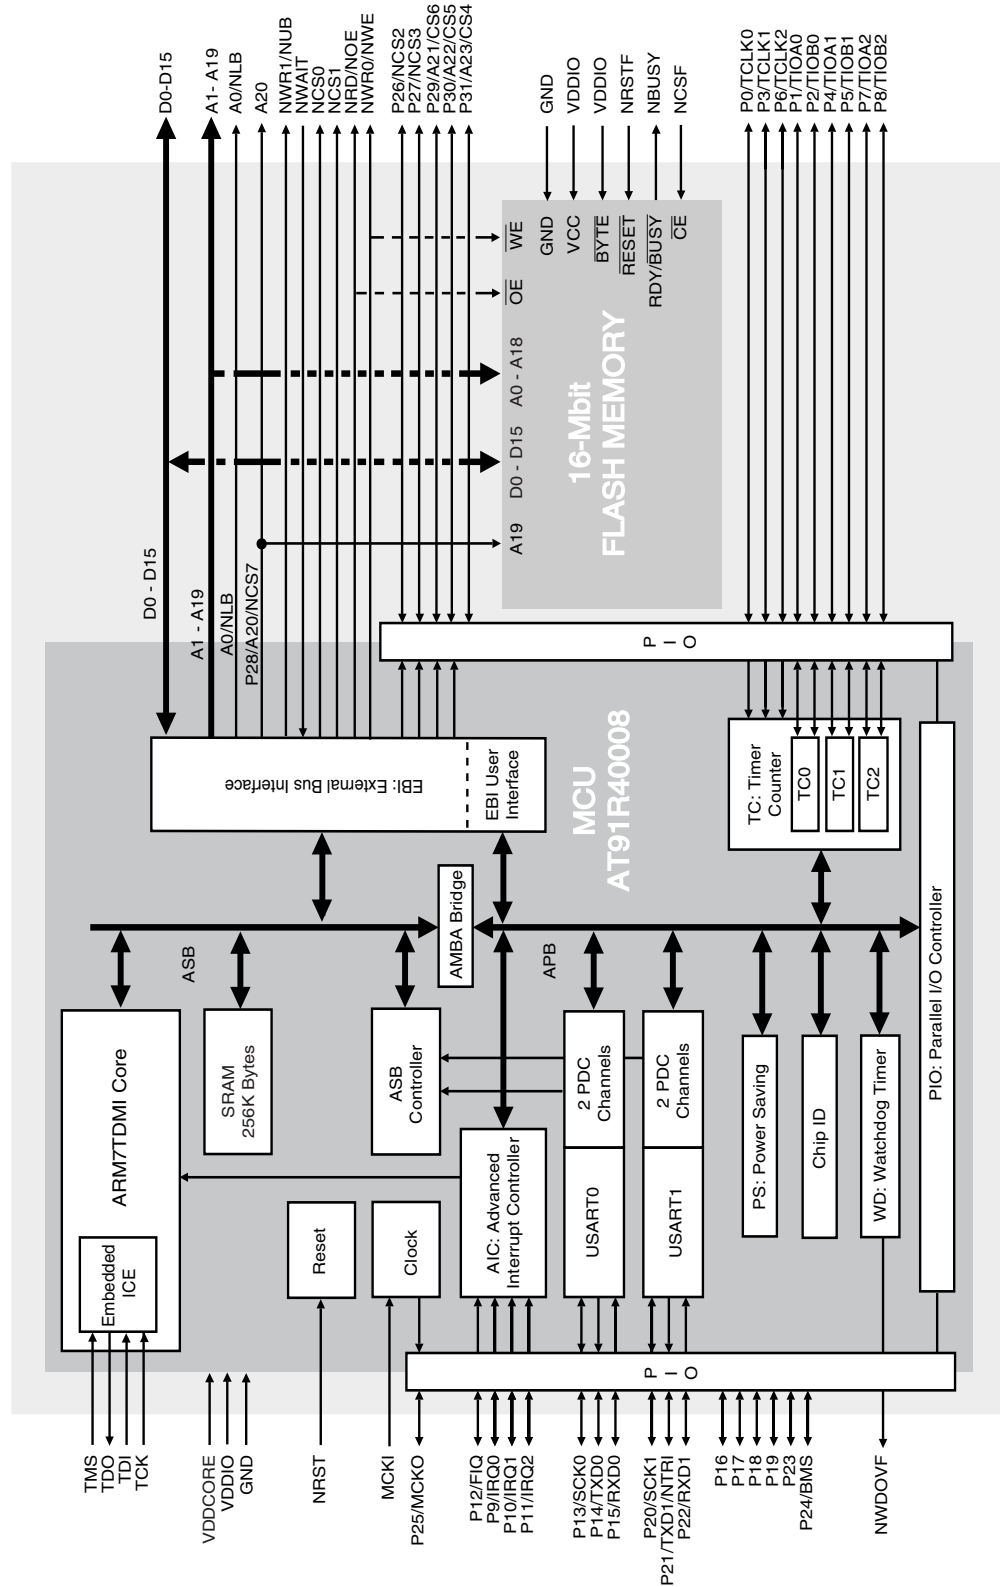 TMS
TDO
TDI
TCK
VDDCORE
VDDIO
GND
NRST
MCKI
P25/MCKO
P12/FIQ
P9/IRQ0
P10/IRQ1
P11/IRQ2
P13/SCK0
P14/TXD0
P15/RXD0
P20/SCK1
P21/TXD1/NTRI
P22/RXD1
P16
P17
P18
P19
P23
P24/BMS
NWDOVF
P
I
O
Embedded
ICE
ARM7TDMI Core
Reset
Clock
SRAM
256K Bytes
ASB
Controller
AIC: Advanced
Interrupt Controller
USART0
2 PDC
Channels
USART1
2 PDC
Channels
PS: Power Saving
Chip ID
WD: Watchdog Timer
PIO: Parallel I/O Controller
ASB
AMBA Bridge
APB
EBI: External Bus Interface
EBI User
Interface
MCU
AT91R40008
TC: Timer
Counter
TC0
TC1
TC2
P
I
O
D0 - D15
A1 - A19
A0/NLB
P28/A20/NCS7
A19
D0 - D15
A0 - A18
OE
WE
16-Mbit
FLASH MEMORY
GND
VCC
BYTE
RESET
RDY/BUSY
CE
D0-D15
A1- A19
A0/NLB
A20
NWR1/NUB
NWAIT
NCS0
NCS1
NRD/NOE
NWR0/NWE
P26/NCS2
P27/NCS3
P29/A21/CS6
P30/A22/CS5
P31/A23/CS4
GND
VDDIO
VDDIO
NRSTF
NBUSY
NCSF
P0/TCLK0
P3/TCLK1
P6/TCLK2
P1/TIOA0
P2/TIOB0
P4/TIOA1
P5/TIOB1
P7/TIOA2
P8/TIOB2